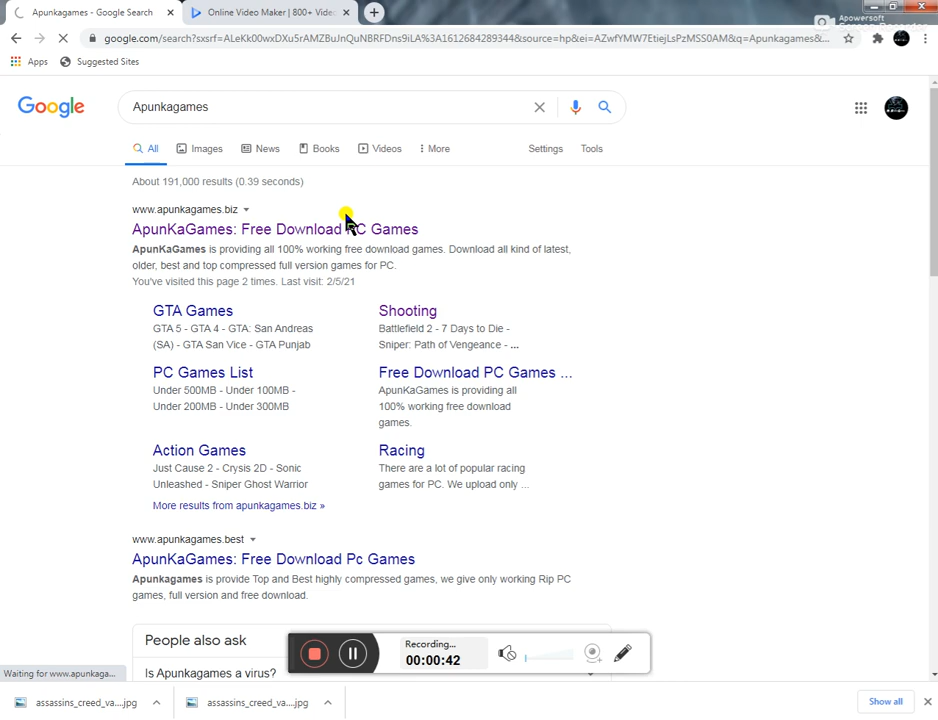 Apunkagames - Google Search
Online Video Maker | 800+ Video
Apowersoft
google.com/search?sxsrf=ALeKk00wxDXu5rAMZBuJnQuNBRFDns9iLA%3A1612684289344&source=hp&ei=AZwfYMW7EtiejLsPzMSS0AM&q=Apunkagames&...
Apps
Suggested Sites
Google
Apunkagames
All
Images
News
Books
Videos
More
Settings
Tools
About 191,000 results (0.39 seconds)
www.apunkagames.biz
ApunKaGames: Free Download PC Games
ApunKaGames is providing all 100% working free download games. Download all kind of latest,
older, best and top compressed full version games for PC.
You've visited this page 2 times. Last visit: 2/5/21
GTA Games
GTA 5 - GTA 4 - GTA: San Andreas
(SA) - GTA San Vice - GTA Punjab
Shooting
Battlefield 2 - 7 Days to Die -
Sniper: Path of Vengeance - ...
PC Games List
Under 500MB - Under 100MB -
Under 200MB - Under 300MB
Free Download PC Games ...
ApunKaGames is providing all
100% working free download
games.
Action Games
Just Cause 2 - Crysis 2D - Sonic
Unleashed - Sniper Ghost Warrior
Racing
There are a lot of popular racing
games for PC. We upload only ...
More results from apunkagames.biz »
www.apunkagames.best
ApunKaGames: Free Download Pc Games
Apunkagames is provide Top and Best highly compressed games, we give only working Rip PC
games, full version and free download.
People also ask
Is Apunkagames a virus?
Recording...
00:00:42
Waiting for www.apunkaga...
assassins_creed_va....jpg
assassins_creed_va....jpg
Show all